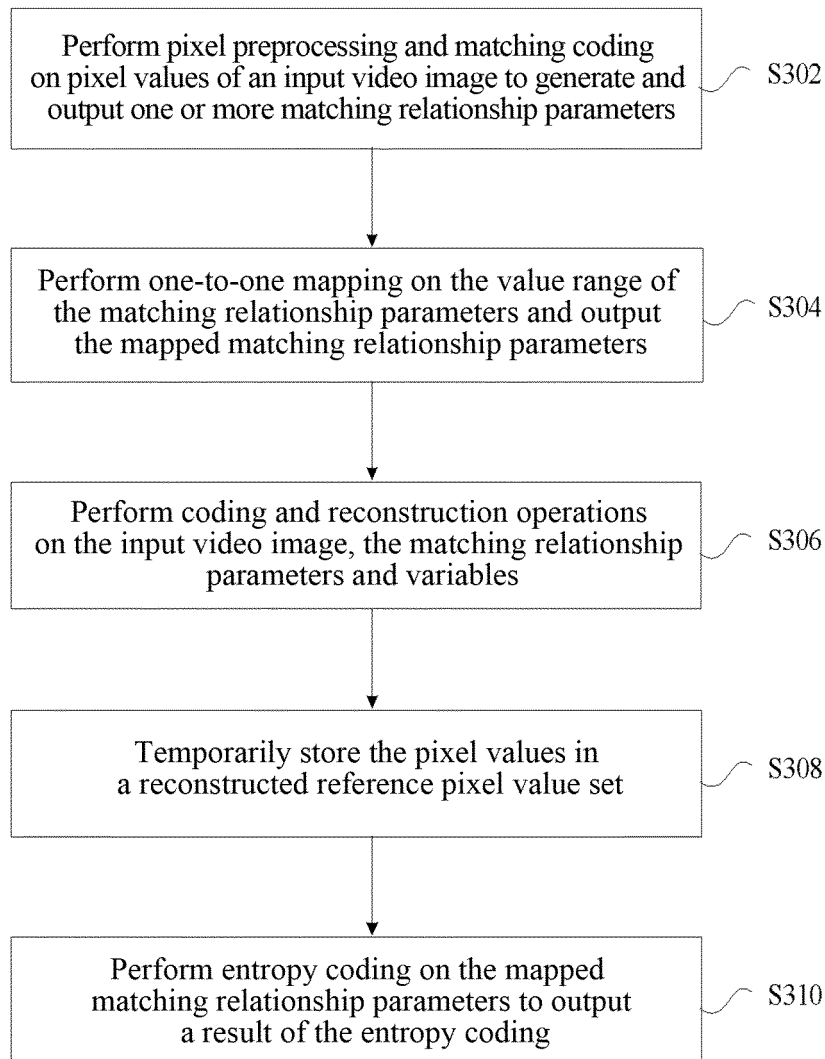 Perform pixel preprocessing and matching coding
on pixel values of an input video image to generate and
output one or more matching relationship parameters
S302
Perform one-to-one mapping on the value range of
the matching relationship parameters and output
the mapped matching relationship parameters
S304
Perform coding and reconstruction operations
on the input video image, the matching relationship
parameters and variables
S306
Temporarily store the pixel values in
a reconstructed reference pixel value set
S308
Perform entropy coding on the mapped
matching relationship parameters to output
a result of the entropy coding
S310